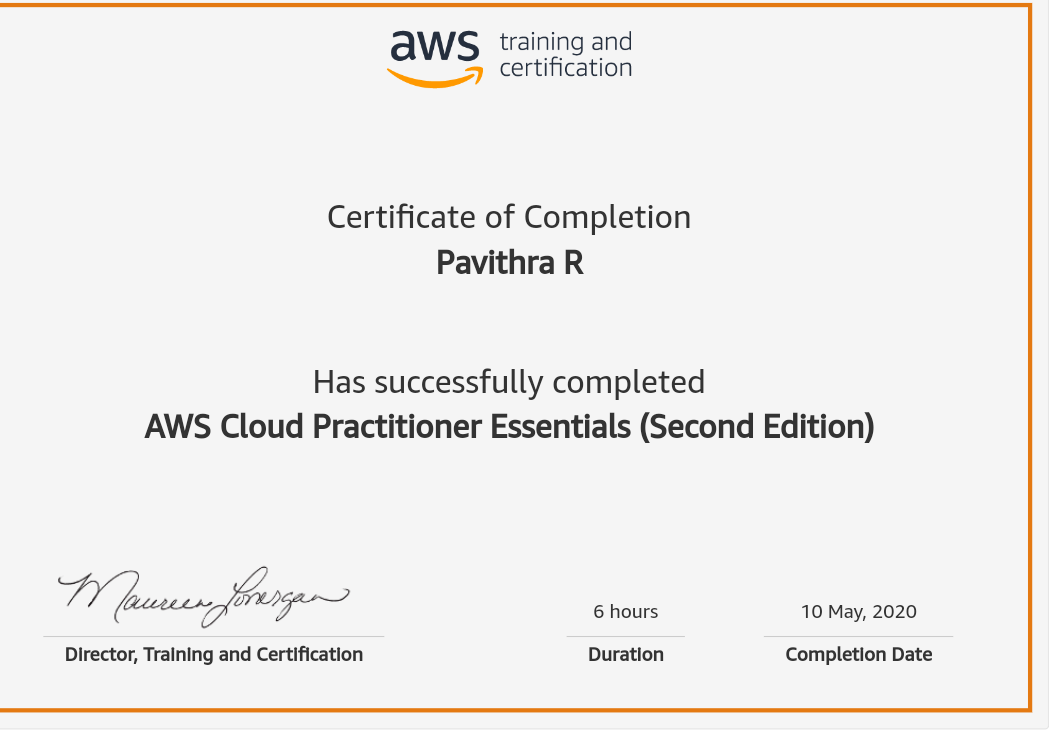 aws training and
certification
Certificate of Completion
Pavithra R
Has successfully completed
AWS Cloud Practitioner Essentials (Second Edition)
Maureen Lonergan
6 hours
10 May, 2020
Director, Training and Certification
Duration
Completion Date